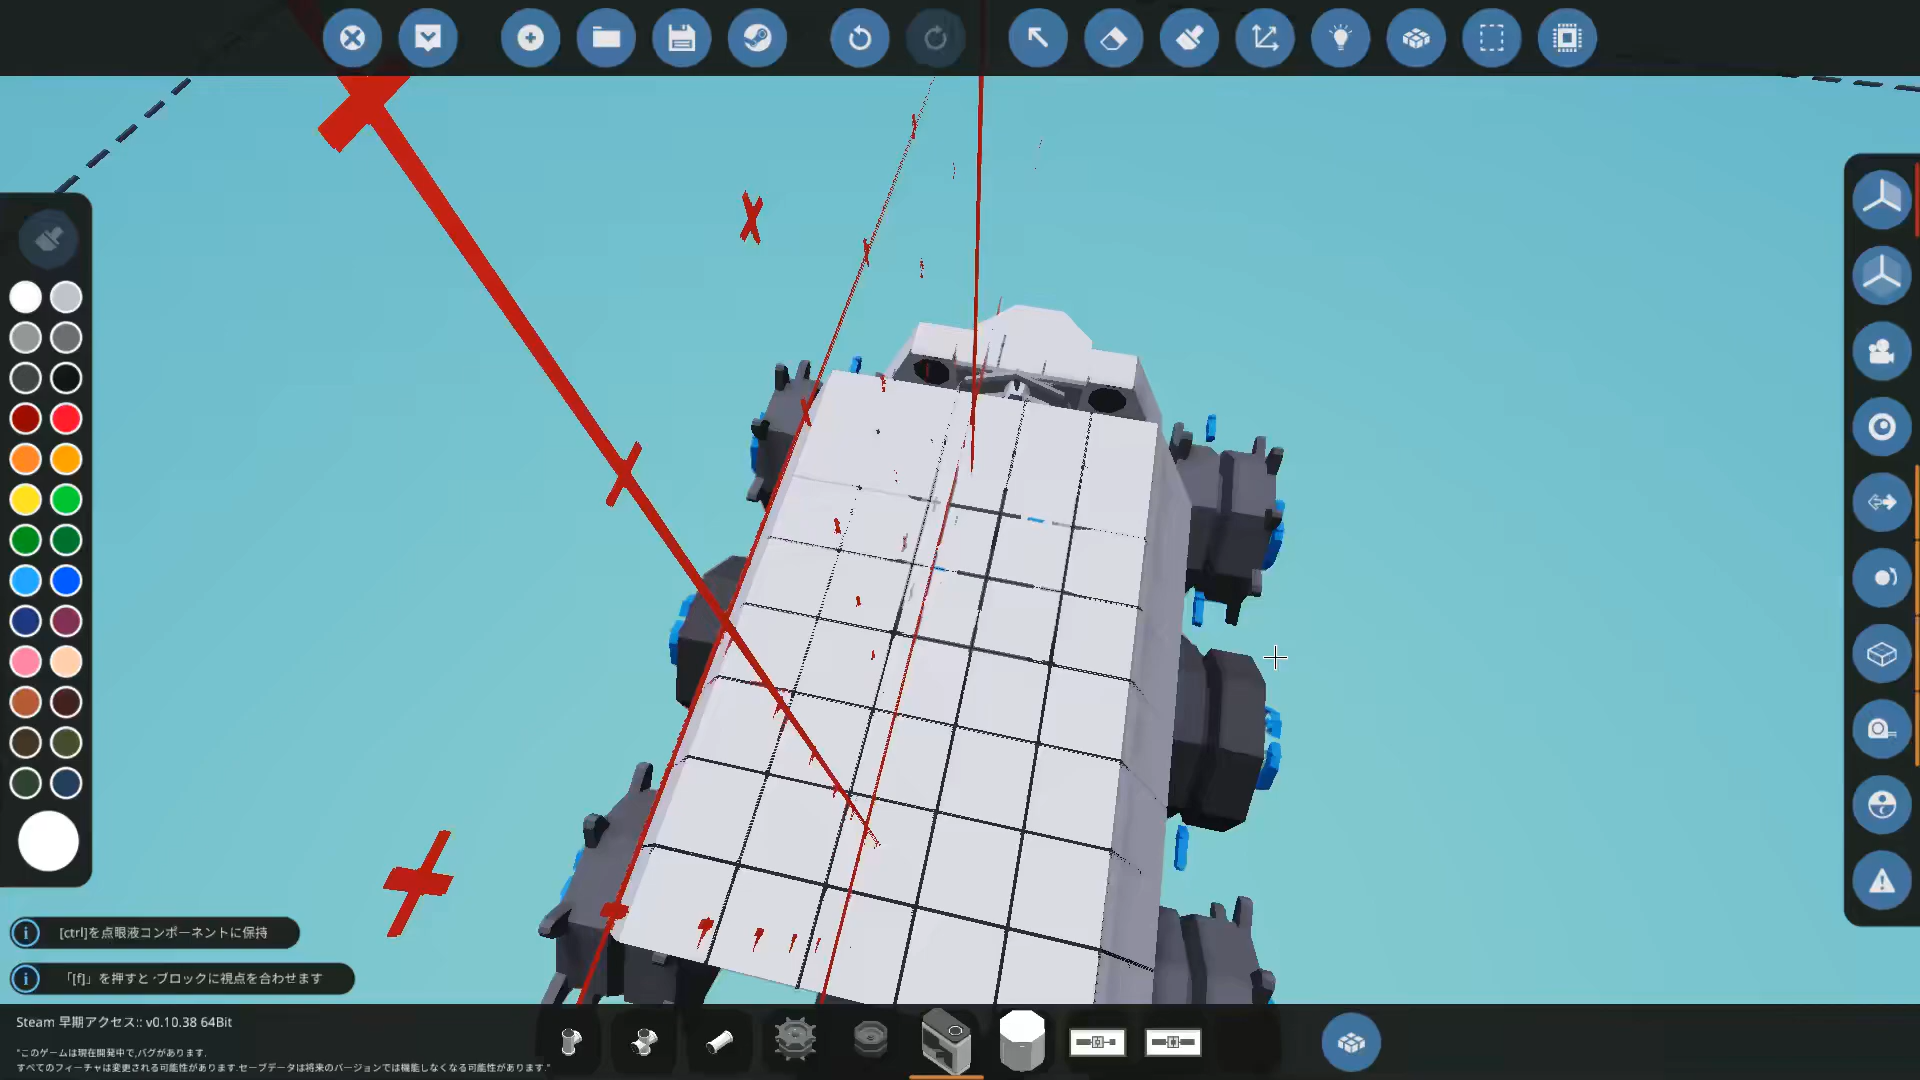 [ctrl]を点眼液コンポーネントに保持
「[f]」を押すと ･ブロックに視点を合わせます
Steam 早期アクセス:: v0.10.38 64Bit
"このゲームは現在開発中で,バグがあります.
すべてのフィーチャは変更される可能性があります.セーブデータは将来のバージョンでは機能しなくなる可能性があります."